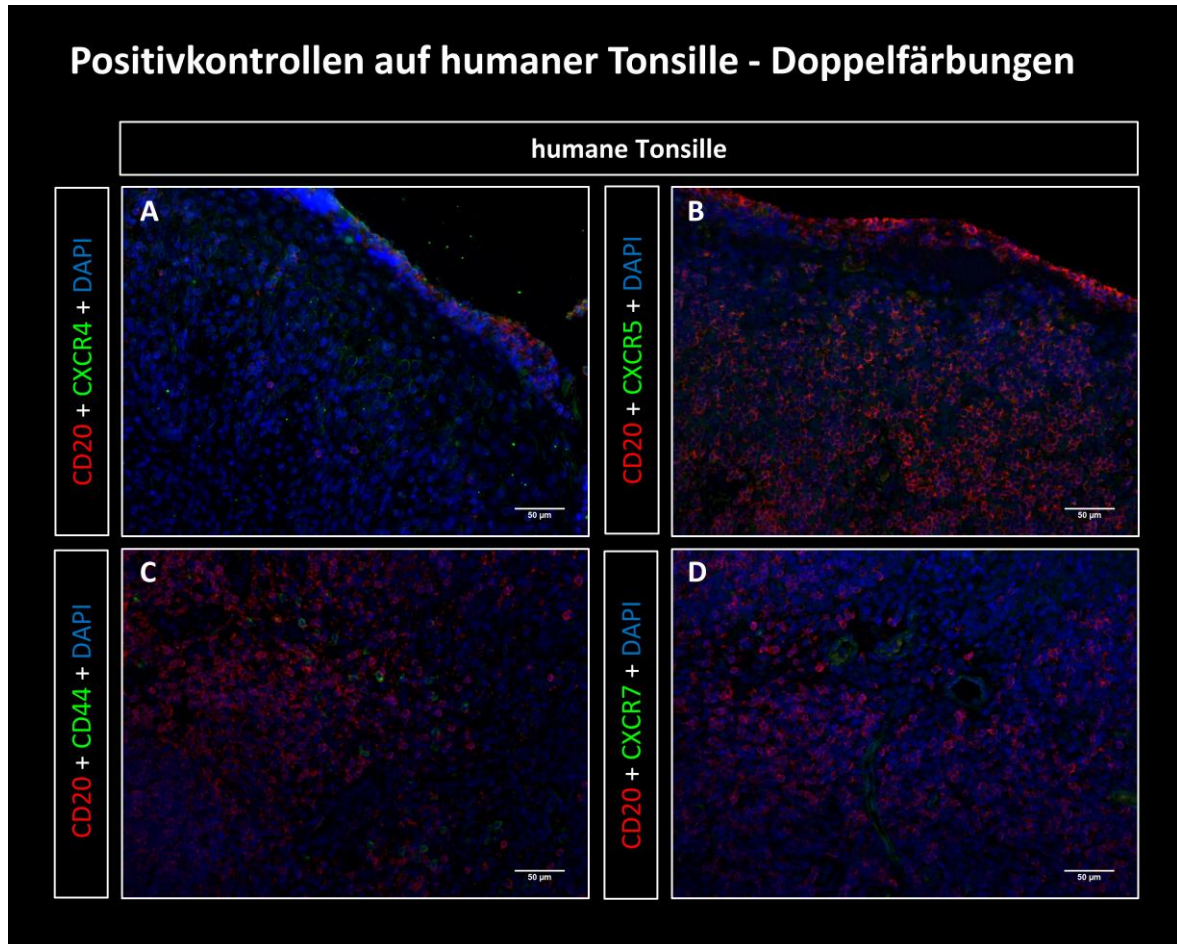 Positivkontrollen auf humaner Tonsille - Doppelfärbungen
humane Tonsille
CD20 + CXCR4 + DAPI
A
50 µm
CD20 + CXCR5 + DAPI
B
50 µm
CD20 + CD44 + DAPI
C
50 µm
CD20 + CXCR7 + DAPI
D
50 µm